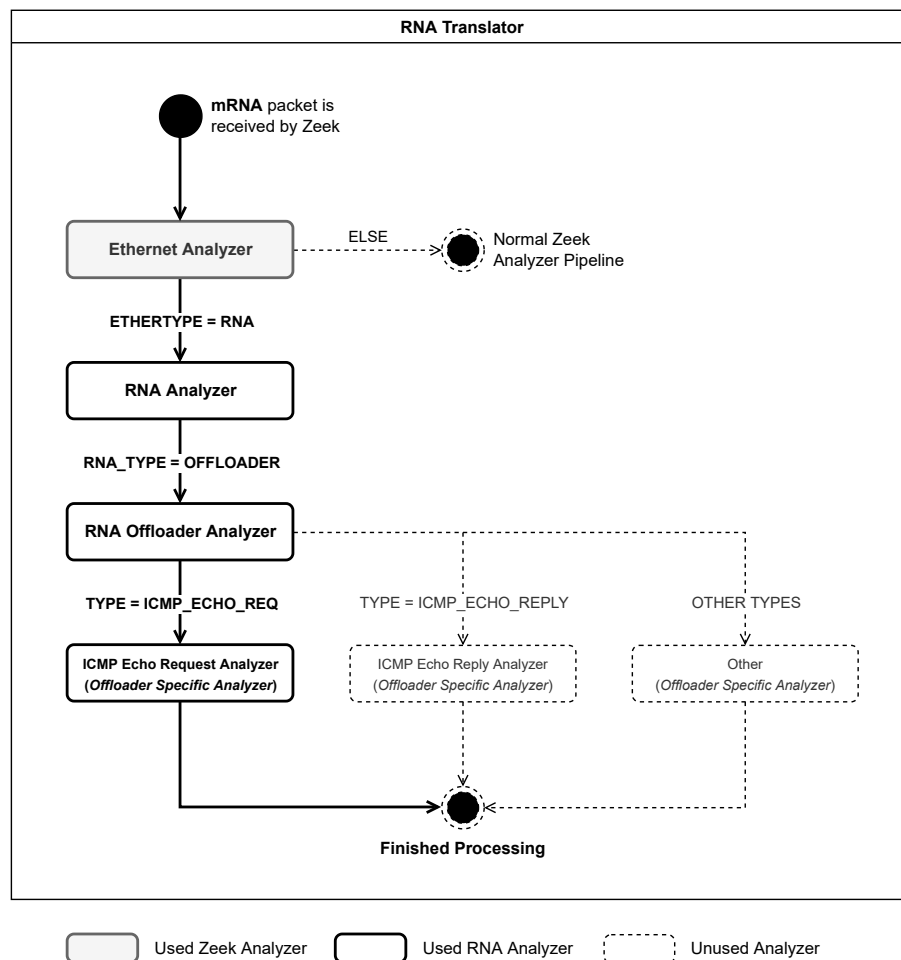 RNA Translator
mRNA packet is
received by Zeek
Ethernet Analyzer
ELSE
Normal Zeek
Analyzer Pipeline
ETHERTYPE = RNA
RNA Analyzer
RNA_TYPE = OFFLOADER
RNA Offloader Analyzer
TYPE = ICMP_ECHO_REQ
TYPE = ICMP_ECHO_REPLY
OTHER TYPES
ICMP Echo Request Analyzer
(Offloader Specific Analyzer)
ICMP Echo Reply Analyzer
(Offloader Specific Analyzer)
Other
(Offloader Specific Analyzer)
Finished Processing
Used Zeek Analyzer
Used RNA Analyzer
Unused Analyzer